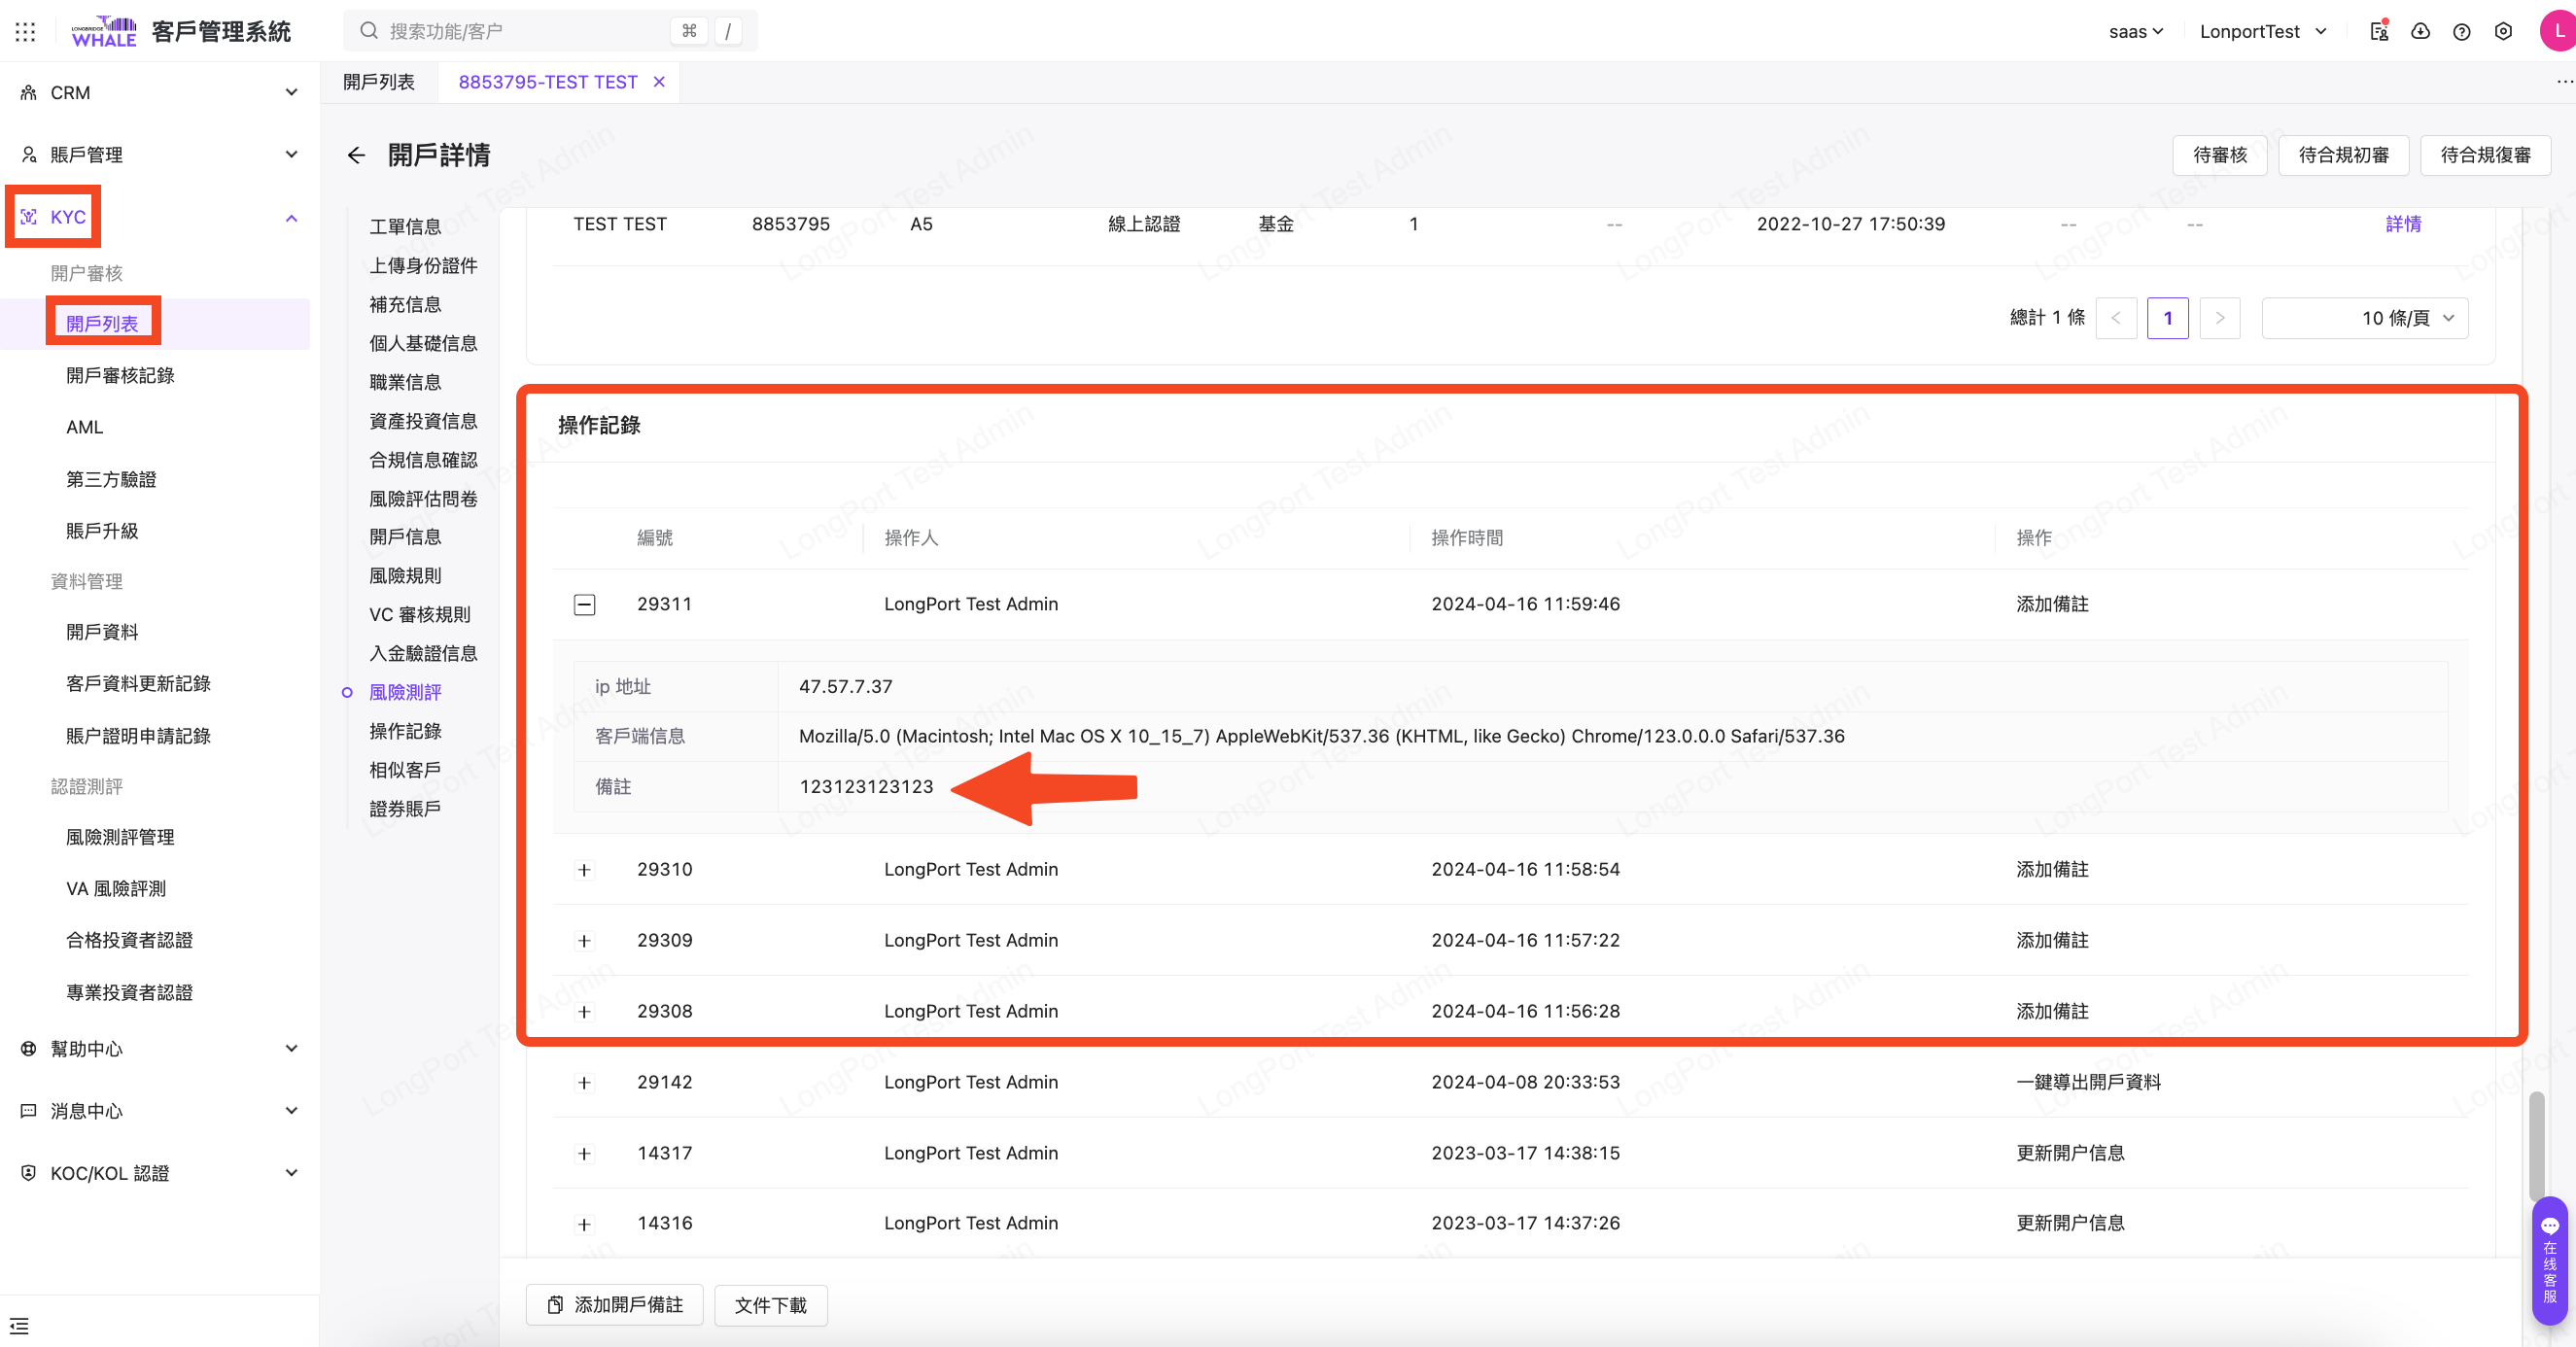 LONGBRIDGE
WHALE
客戶管理系統
搜索功能/客户
⌘
/
saas
LonportTest
L
CRM
賬戶管理
KYC
開户審核
開戶列表
開戶審核記錄
AML
第三方驗證
賬戶升級
資料管理
開戶資料
客戶資料更新記錄
賬户證明申請記錄
認證測評
風險測評管理
VA 風險評測
合格投資者認證
專業投資者認證
幫助中心
消息中心
KOC/KOL 認證
開戶列表
8853795-TEST TEST
開戶詳情
待審核
待合規初審
待合規復審
工單信息
上傳身份證件
補充信息
個人基礎信息
職業信息
資產投資信息
合規信息確認
風險評估問卷
開戶信息
風險規則
VC 審核規則
入金驗證信息
風險測評
操作記錄
相似客戶
證券賬戶
TEST TEST 8853795 A5 線上認證 基金 1 -- 2022-10-27 17:50:39 -- -- 詳情
總計 1 條 < 1 > 10 條/頁
操作記錄
編號 操作人 操作時間 操作
29311 LongPort Test Admin 2024-04-16 11:59:46 添加備註
ip 地址 47.57.7.37
客戶端信息 Mozilla/5.0 (Macintosh; Intel Mac OS X 10_15_7) AppleWebKit/537.36 (KHTML, like Gecko) Chrome/123.0.0.0 Safari/537.36
備註 123123123123
29310 LongPort Test Admin 2024-04-16 11:58:54 添加備註
29309 LongPort Test Admin 2024-04-16 11:57:22 添加備註
29308 LongPort Test Admin 2024-04-16 11:56:28 添加備註
29142 LongPort Test Admin 2024-04-08 20:33:53 一鍵導出開戶資料
14317 LongPort Test Admin 2023-03-17 14:38:15 更新開户信息
14316 LongPort Test Admin 2023-03-17 14:37:26 更新開户信息
添加開戶備註
文件下載
在线客服
LongPort Test Admin